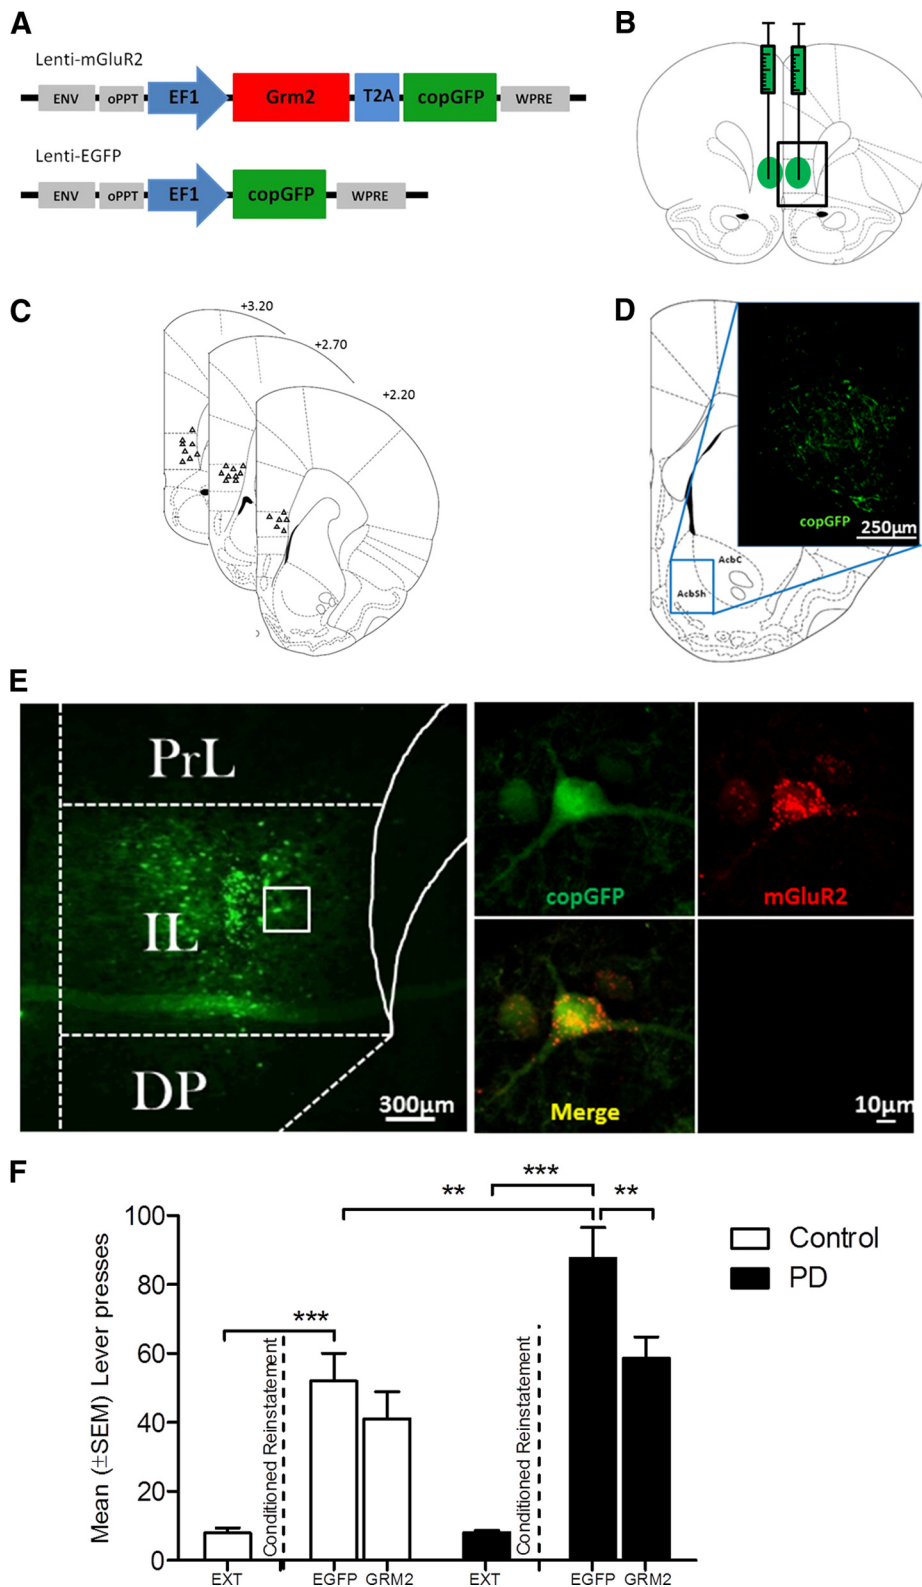 A
Lenti-mGluR2
ENV oPPT EF1 Grm2 T2A copGFP WPRE
Lenti-EGFP
ENV oPPT EF1 copGFP WPRE
B
C
+3.20
+2.70
+2.20
D
copGFP
250µm
AcbC
AcbSh
E
PrL
IL
DP
300µm
copGFP
mGluR2
Merge
10µm
F
Mean (±SEM) Lever presses
100
80
60
40
20
0
***
**
***
**
Conditioned Reinstatement
Conditioned Reinstatement
EXT EGFP GRM2 EXT EGFP GRM2
Control
PD